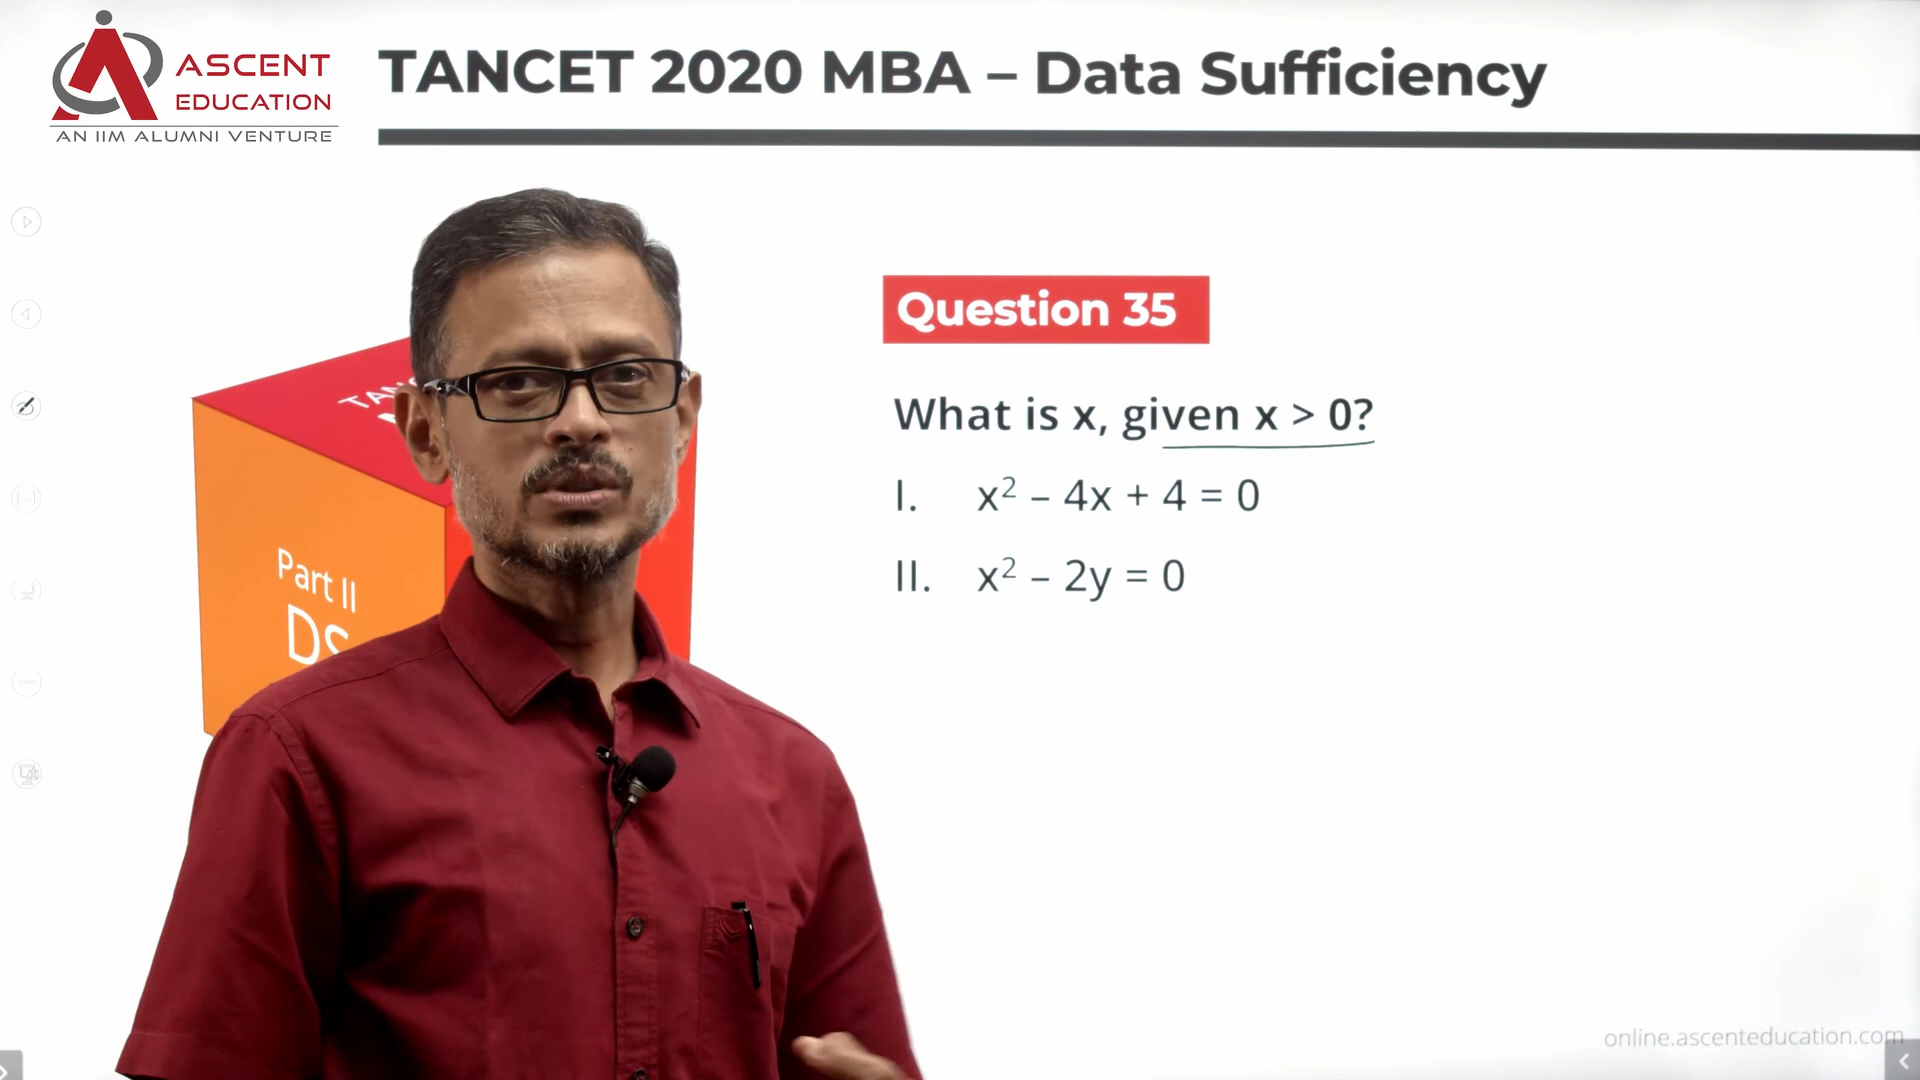 ASCENT
EDUCATION
AN IIM ALUMNI VENTURE
TANCET 2020 MBA – Data Sufficiency
Question 35
What is x, given x > 0?
I. x² – 4x + 4 = 0
II. x² – 2y = 0
Part II
online.ascenteducation.com